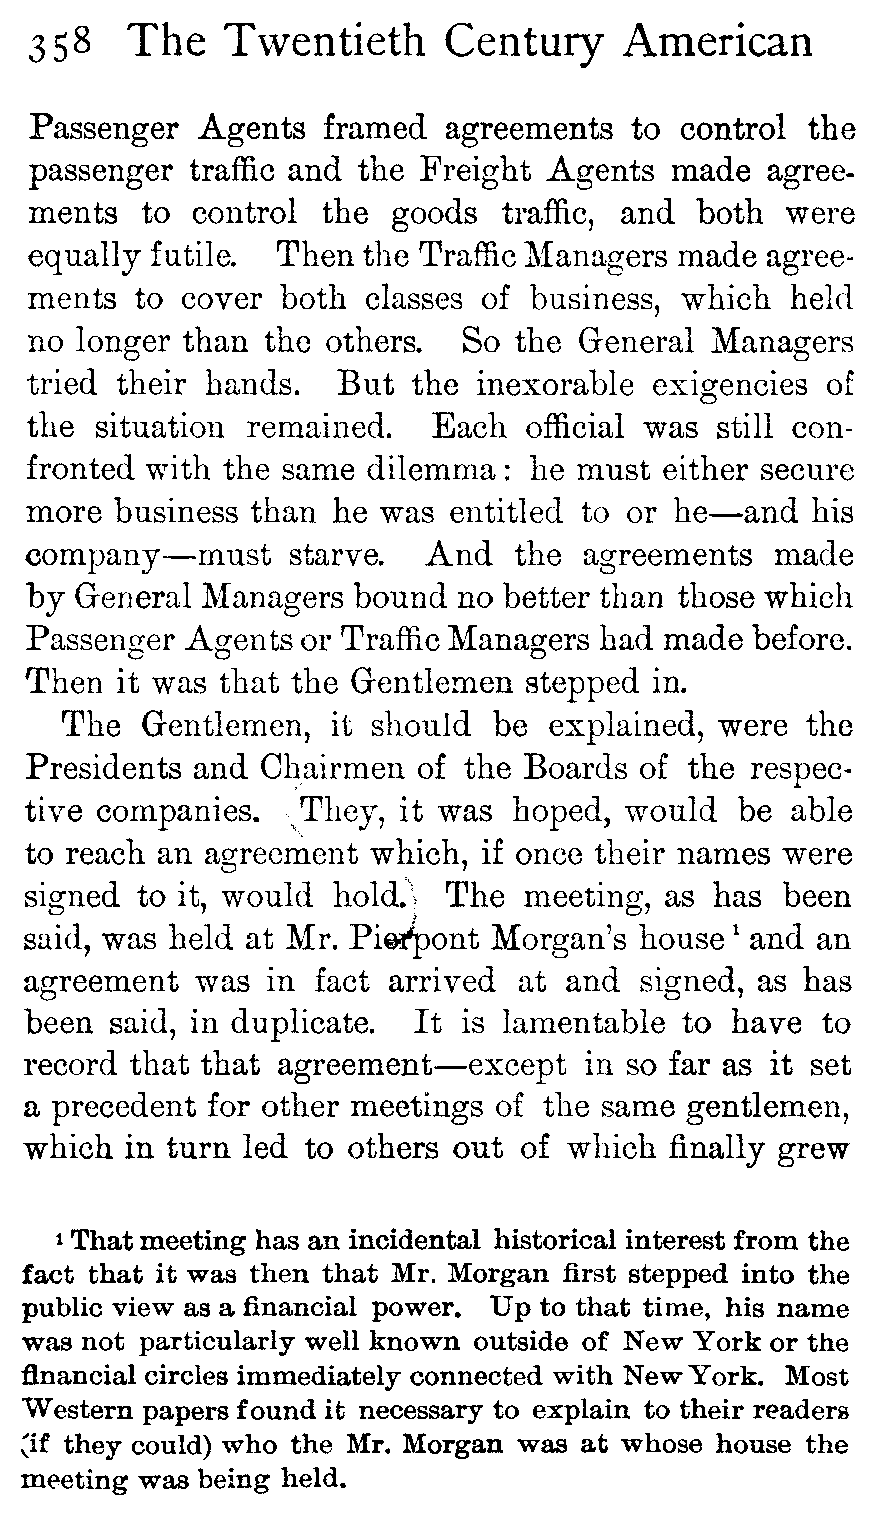 358 The Twentieth Century American
Passenger Agents framed agreements to control the
passenger traffic and the Freight Agents made agree-
ments to control the goods traffic, and both were
equally futile. Then the Traffic Managers made agree-
ments to cover both classes of business, which held
no longer than the others. So the General Managers
tried their hands. But the inexorable exigencies of
the situation remained. Each official was still con-
fronted with the same dilemma: he must either secure
more business than he was entitled to or he—and his
company—must starve. And the agreements made
by General Managers bound no better than those which
Passenger Agents or Traffic Managers had made before.
Then it was that the Gentlemen stepped in.
The Gentlemen, it should be explained, were the
Presidents and Chairmen of the Boards of the respec-
tive companies. They, it was hoped, would be able
to reach an agreement which, if once their names were
signed to it, would hold. The meeting, as has been
said, was held at Mr. Pierpont Morgan's house¹ and an
agreement was in fact arrived at and signed, as has
been said, in duplicate. It is lamentable to have to
record that that agreement—except in so far as it set
a precedent for other meetings of the same gentlemen,
which in turn led to others out of which finally grew
¹ That meeting has an incidental historical interest from the
fact that it was then that Mr. Morgan first stepped into the
public view as a financial power. Up to that time, his name
was not particularly well known outside of New York or the
financial circles immediately connected with New York. Most
Western papers found it necessary to explain to their readers
(if they could) who the Mr. Morgan was at whose house the
meeting was being held.